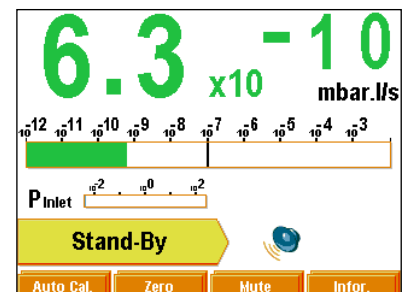 6.3 x10 -10
mbar.l/s
10-12 10-11 10-10 10-9 10-8 10-7 10-6 10-5 10-4 10-3
P Inlet 10-2 10 0 10 2
Stand-By
Auto Cal. Zero Mute Infor.